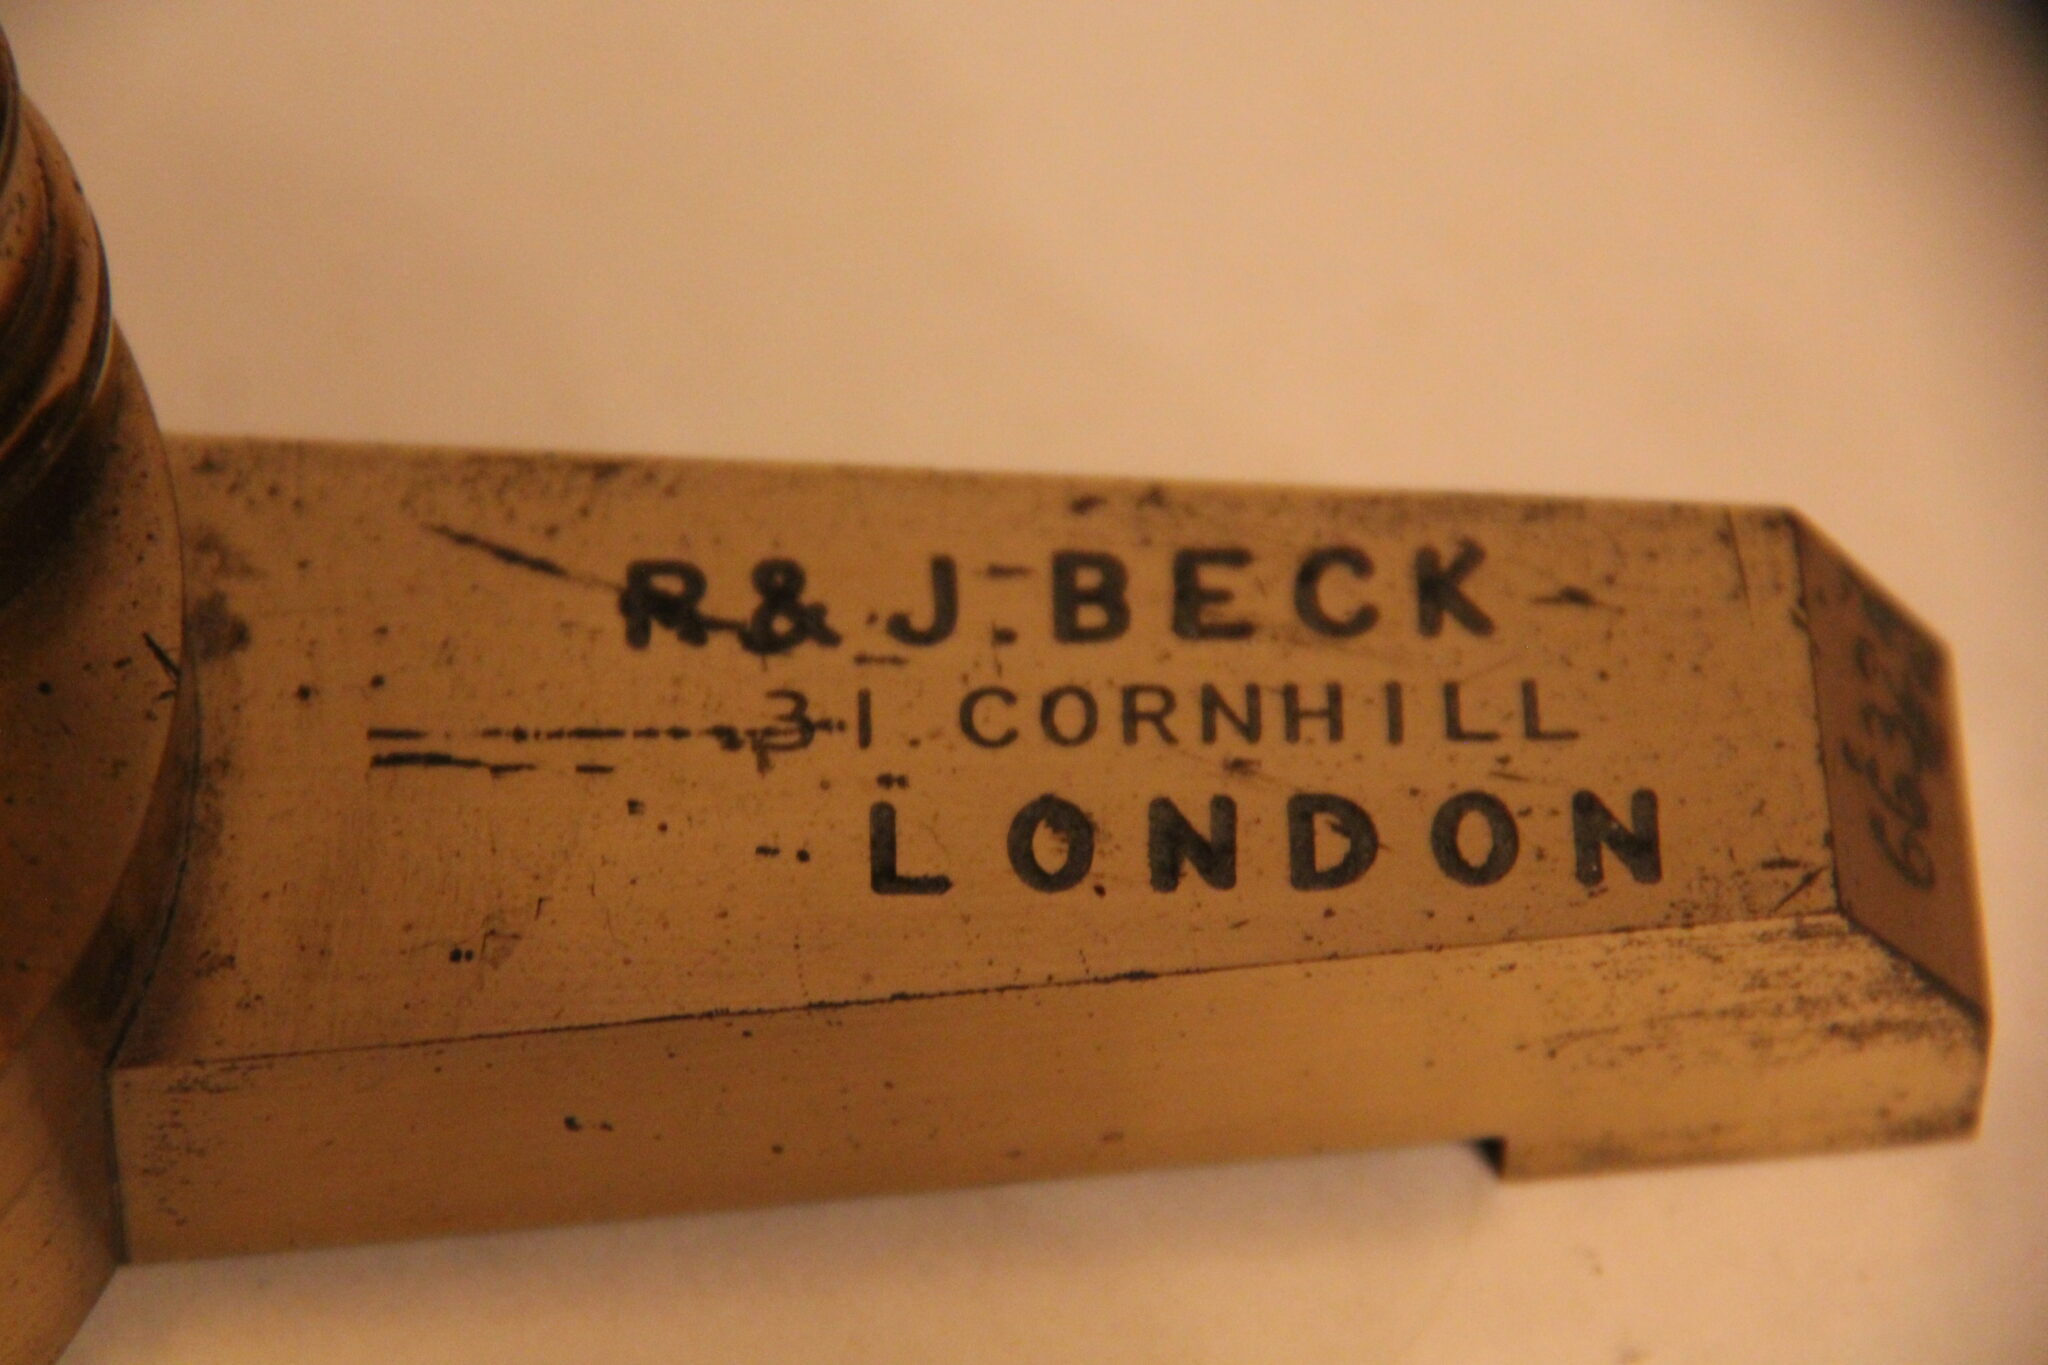 R & J. BECK
31 CORNHILL
LONDON